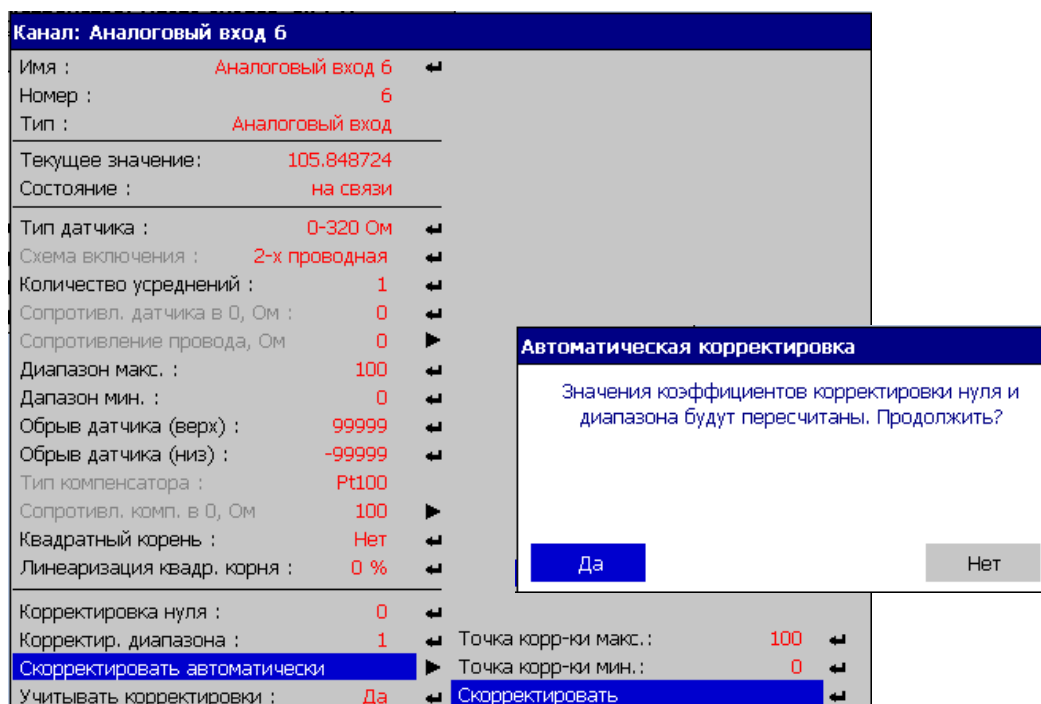 Канал: Аналоговый вход 6
Имя : Аналоговый вход 6
Номер : 6
Тип : Аналоговый вход
Текущее значение: 105.848724
Состояние : на связи
Тип датчика : 0-320 Ом
Схема включения : 2-х проводная
Количество усреднений : 1
Сопротивл. датчика в 0, Ом : 0
Сопротивление провода, Ом 0
Диапазон макс. : 100
Дапазон мин. : 0
Обрыв датчика (верх) : 99999
Обрыв датчика (низ) : -99999
Тип компенсатора : Pt100
Сопротивл. комп. в 0, Ом 100
Квадратный корень : Нет
Линеаризация квадр. корня : 0 %
Корректировка нуля : 0
Корректир. диапазона : 1
Скорректировать автоматически
Учитывать корректировки : Да
Автоматическая корректировка
Значения коэффициентов корректировки нуля и
диапазона будут пересчитаны. Продолжить?
Да Нет
Точка корр-ки макс.: 100
Точка корр-ки мин.: 0
Скорректировать